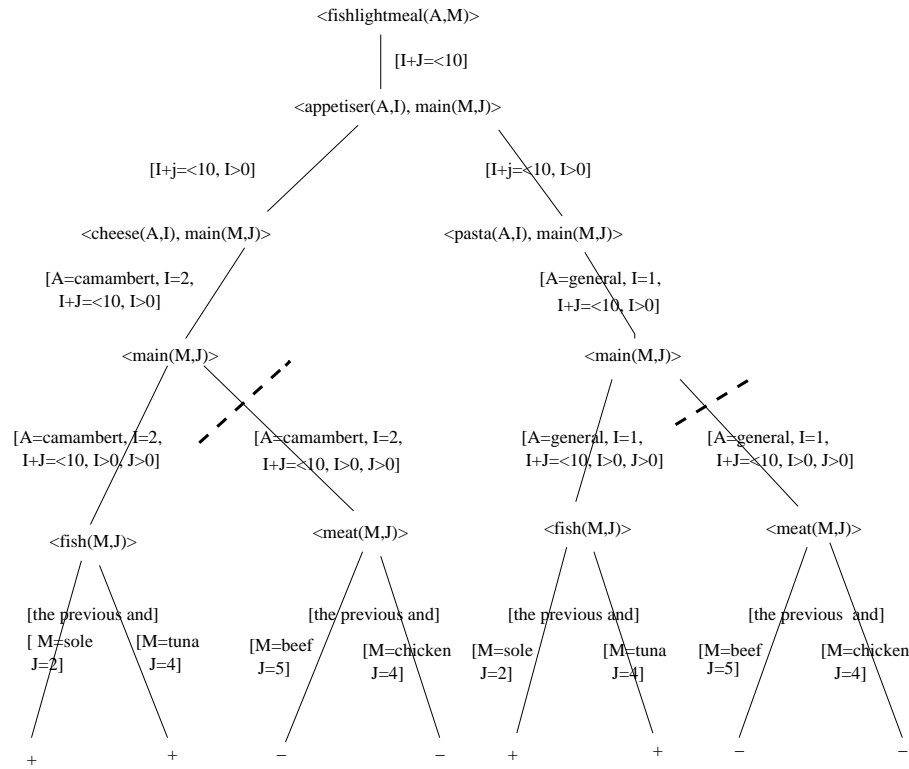 <fishlightmeal(A,M)>
[I+J=<10]
<appetiser(A,I), main(M,J)>
[I+j=<10, I>0]
[I+j=<10, I>0]
<cheese(A,I), main(M,J)>
<pasta(A,I), main(M,J)>
[A=camambert, I=2,
I+J=<10, I>0]
[A=general, I=1,
I+J=<10, I>0]
<main(M,J)>
<main(M,J)>
[A=camambert, I=2,
I+J=<10, I>0, J>0]
[A=camambert, I=2,
I+J=<10, I>0, J>0]
[A=general, I=1,
I+J=<10, I>0, J>0]
[A=general, I=1,
I+J=<10, I>0, J>0]
<fish(M,J)>
<meat(M,J)>
<fish(M,J)>
<meat(M,J)>
[the previous and]
[ M=sole
J=2]
[M=tuna
J=4]
[the previous and]
[M=beef
J=5]
[M=chicken
J=4]
[the previous and]
[M=sole
J=2]
[M=tuna
J=4]
[the previous and]
[M=beef
J=5]
[M=chicken
J=4]
+ + − − + + − −